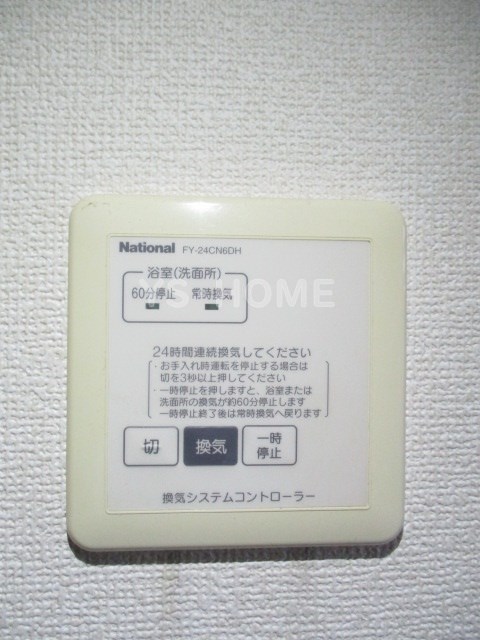 National FY-24CN6DH
浴室(洗面所)
60分停止 常時換気
HOME
24時間連続換気してください
・お手入れ時運転を停止する場合は
切を3秒以上押してください
・一時停止を押しますと、浴室または
洗面所の換気が約60分停止します
一時停止終了後は常時換気へ戻ります
切 換気 一時停止
換気システムコントローラー